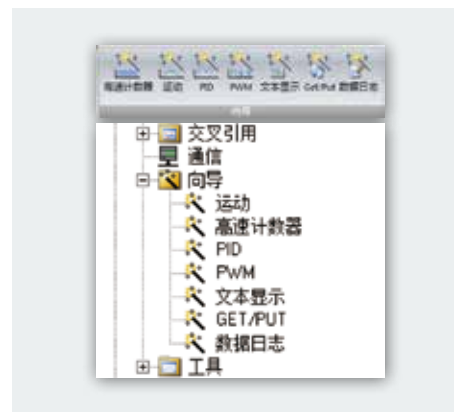 高速计数器 运动 PID PWM 文本显示 Get/Put 数据日志
向导
交叉引用
通信
向导
运动
高速计数器
PID
PWM
文本显示
GET/PUT
数据日志
工具